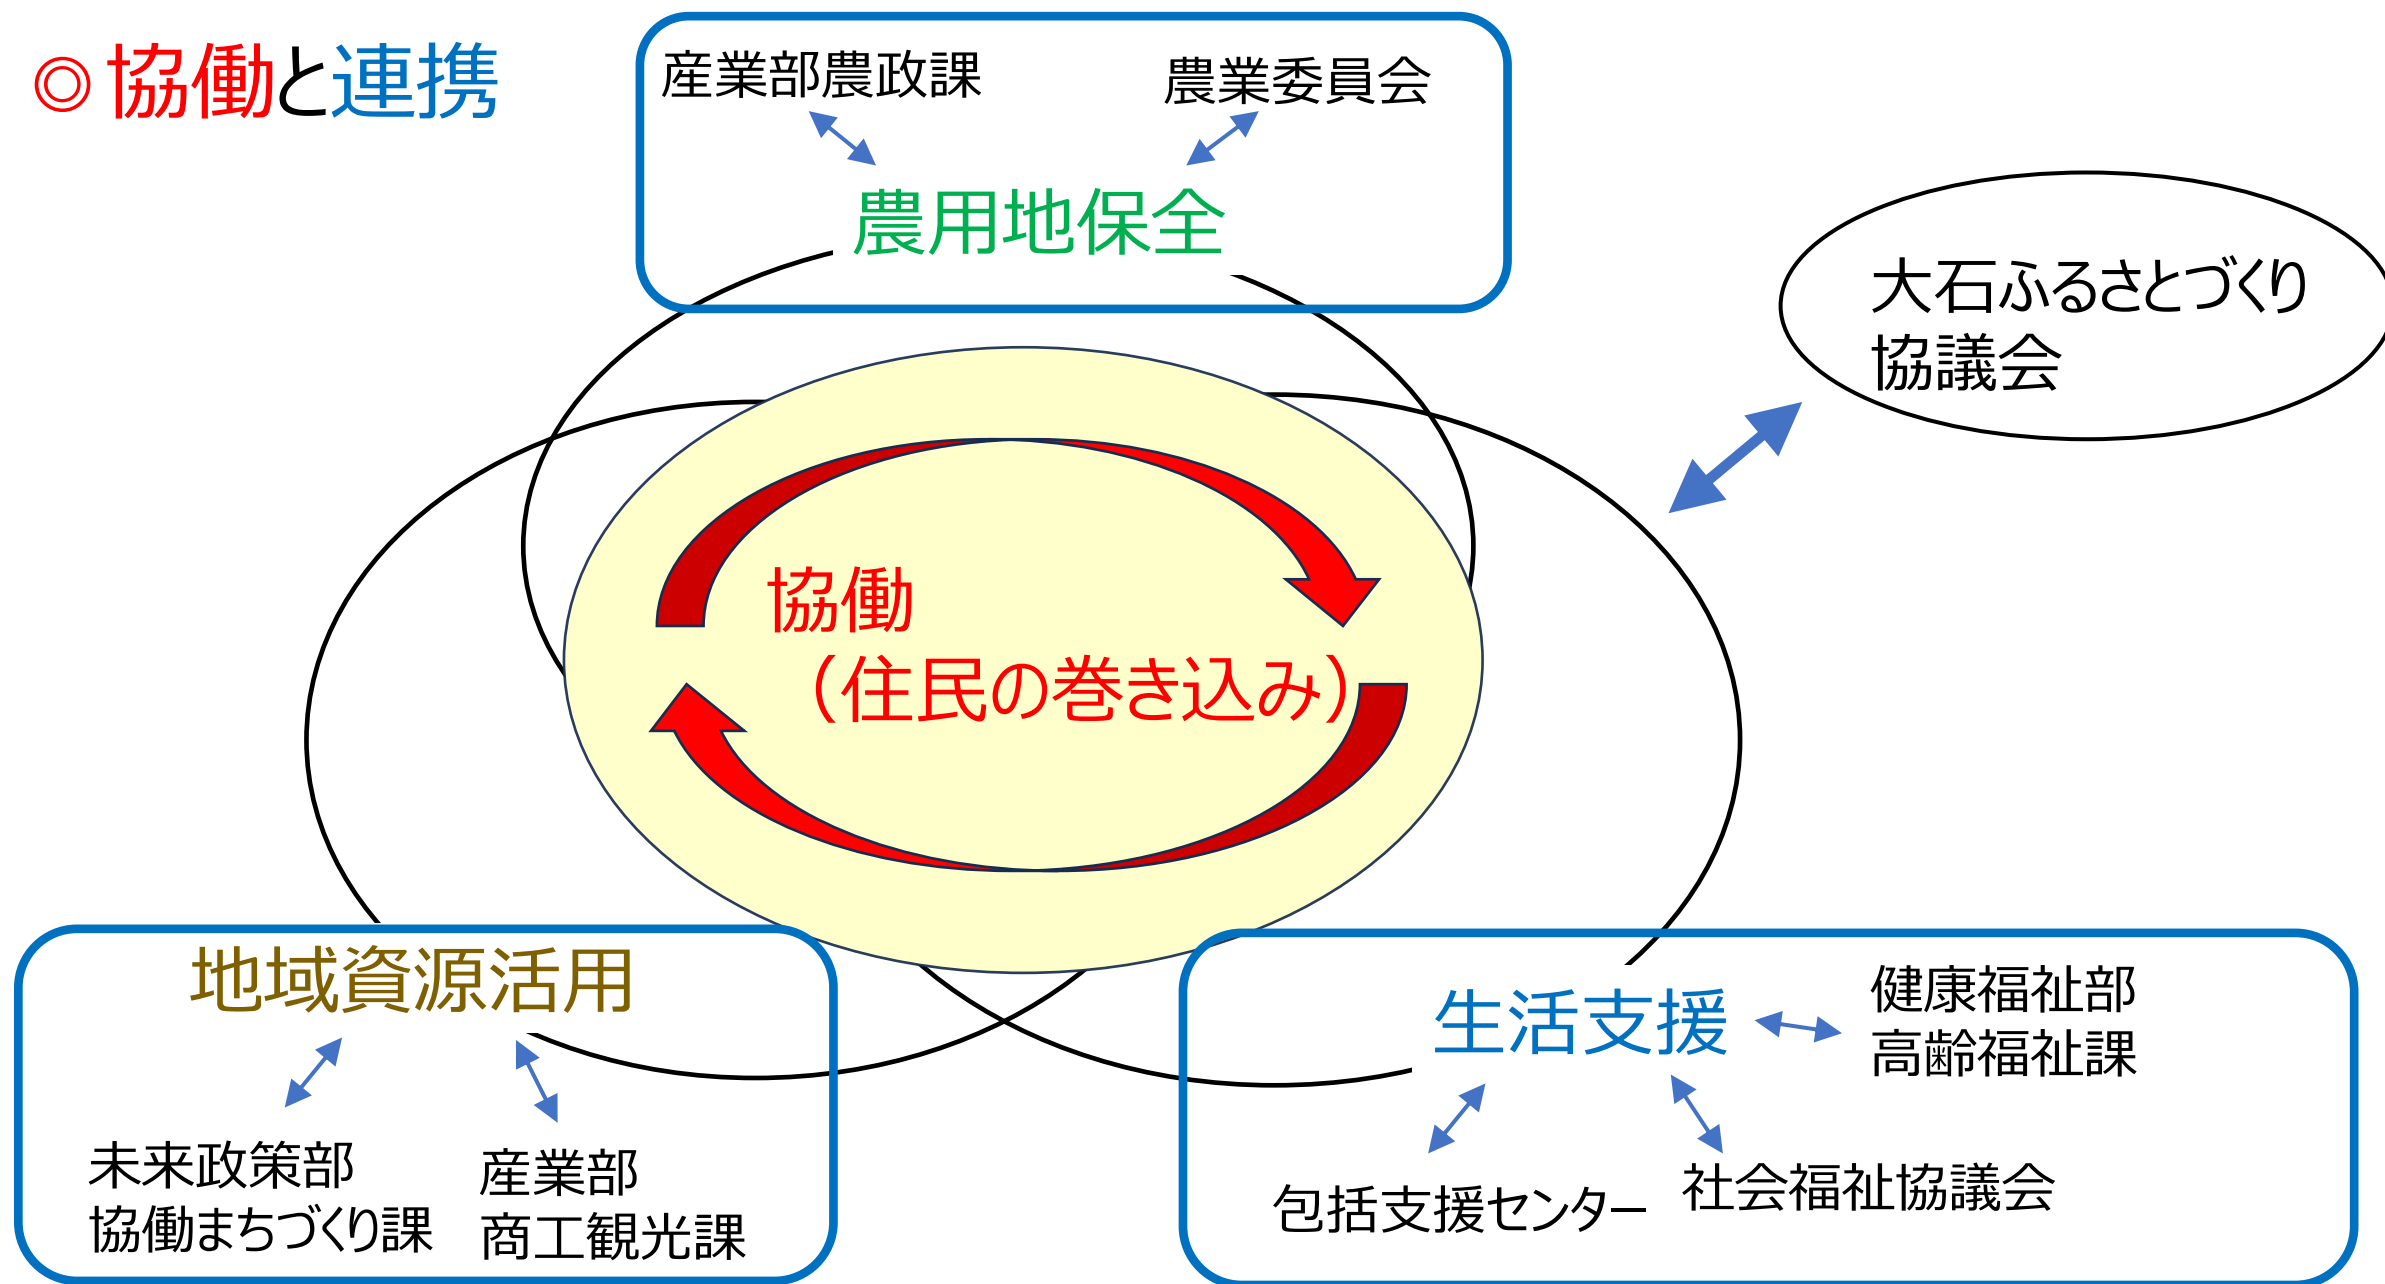 ◎協働と連携
産業部農政課
農業委員会
農用地保全
大石ふるさとづくり
協議会
協働
（住民の巻き込み）
地域資源活用
未来政策部
協働まちづくり課
産業部
商工観光課
生活支援
健康福祉部
高齢福祉課
包括支援センター
社会福祉協議会